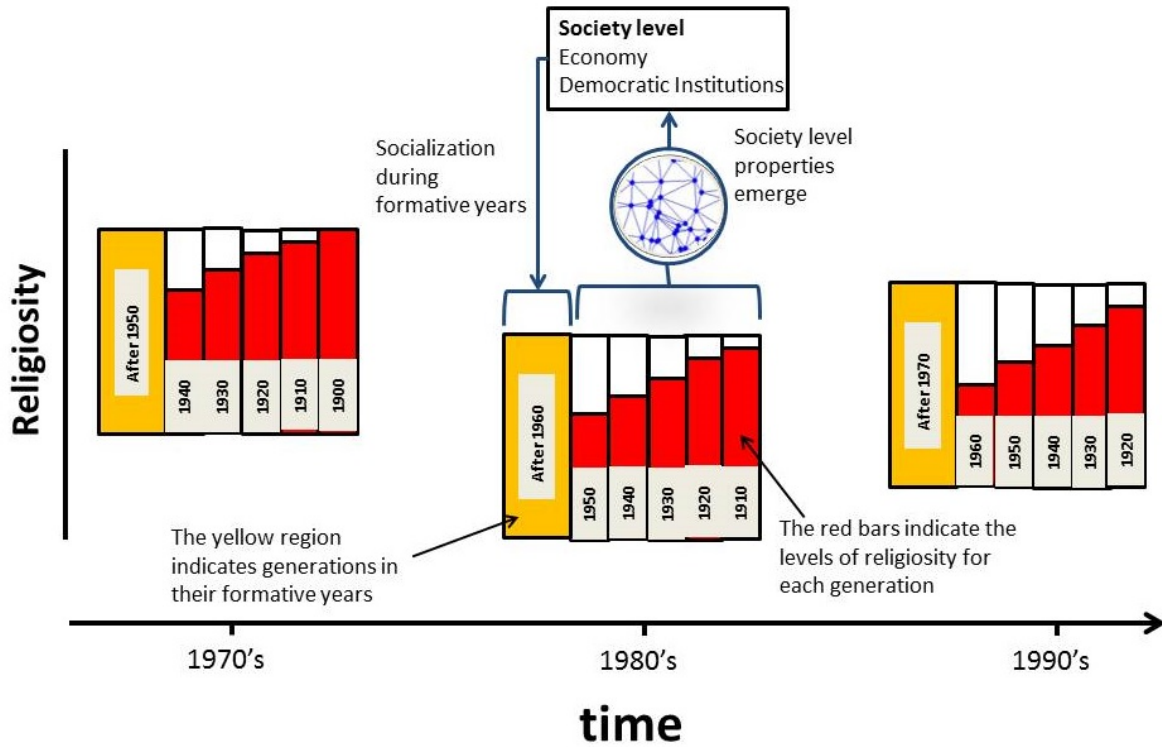 Society level
Economy
Democratic Institutions
Socialization
during
formative years
Society level
properties
emerge
Religiosity
After 1950
1940
1930
1920
1910
1900
After 1960
1950
1940
1930
1920
1910
After 1970
1960
1950
1940
1930
1920
The yellow region
indicates generations in
their formative years
The red bars indicate the
levels of religiosity for
each generation
1970's
1980's
1990's
time